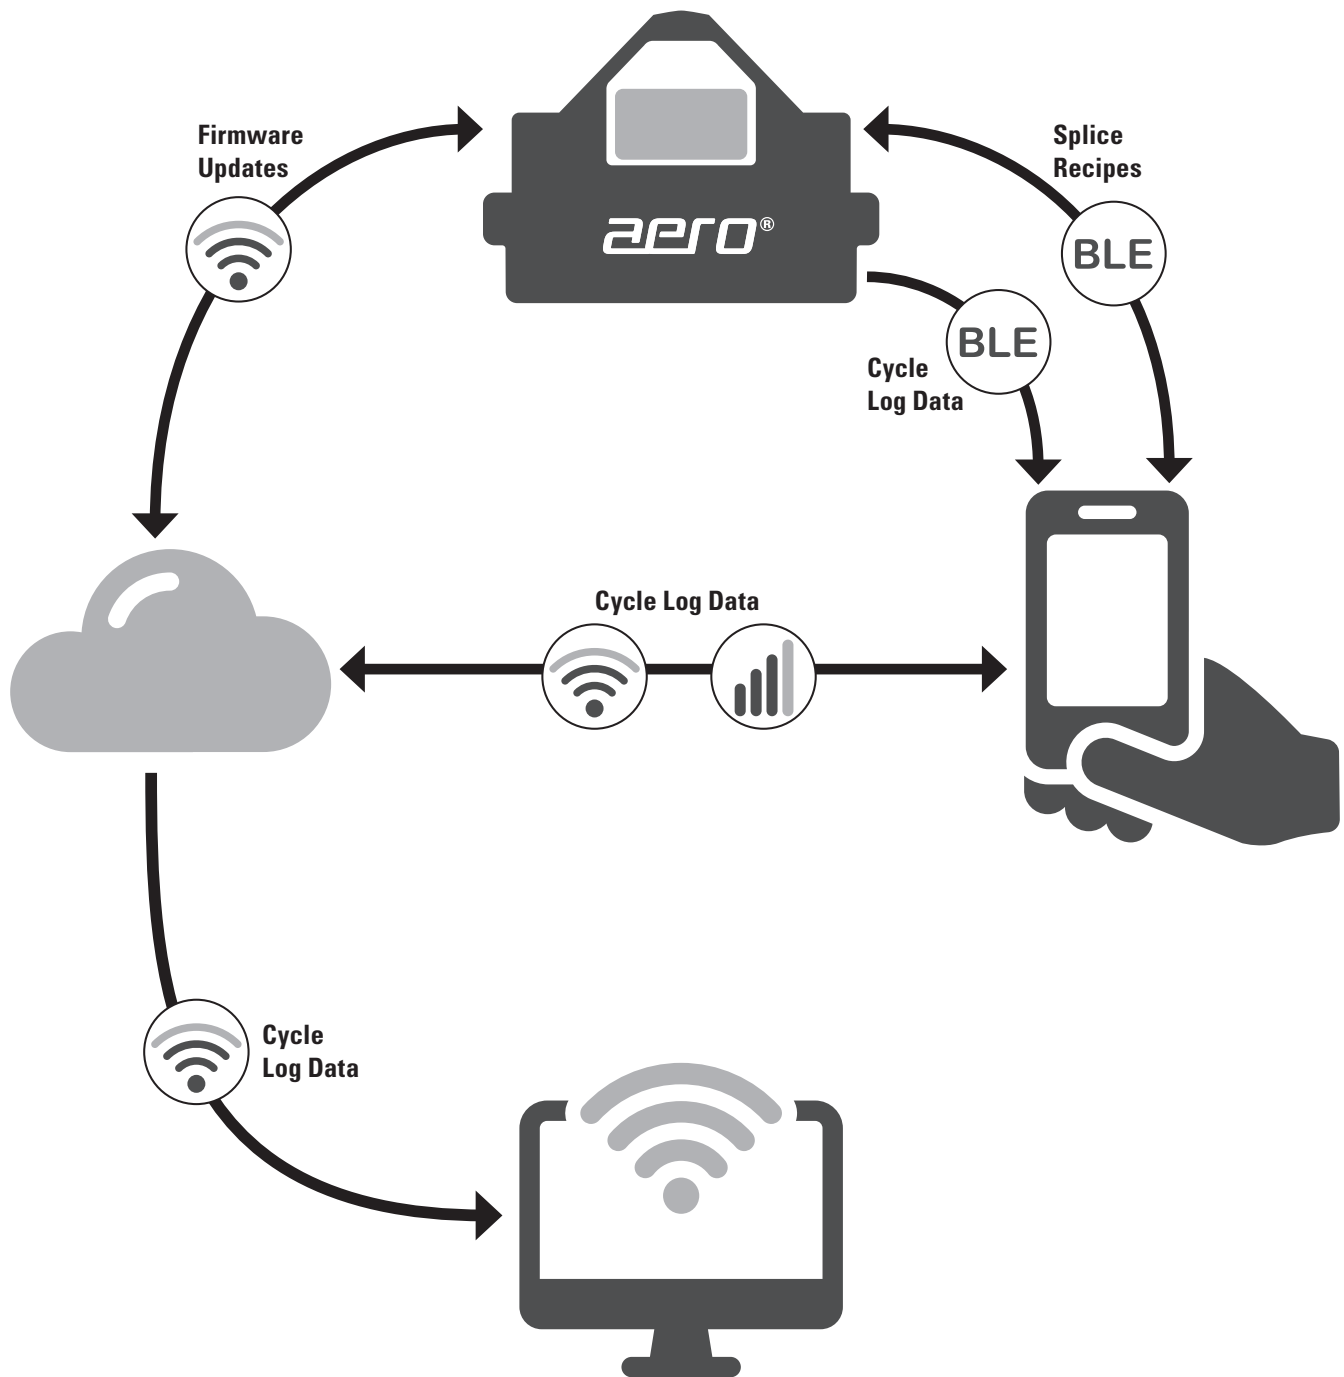 Firmware
Updates
Splice
Recipes
aero®
BLE
BLE
Cycle
Log Data
Cycle Log Data
Cycle
Log Data